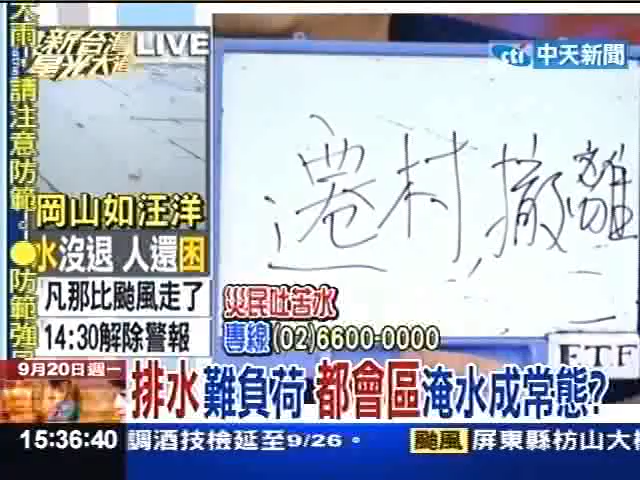 大雨
請注意防範。●防範強
新台灣
星光大道
LIVE
cti 中天新聞
遷村 撤離
岡山如汪洋
水沒退 人還困
凡那比颱風走了
14:30解除警報
災民吐苦水
專線(02)6600-0000
F.T.F
9月20日週一
排水難負荷 都會區淹水成常態?
15:36:40
調酒技檢延至9/26。 颱風 屏東縣枋山大